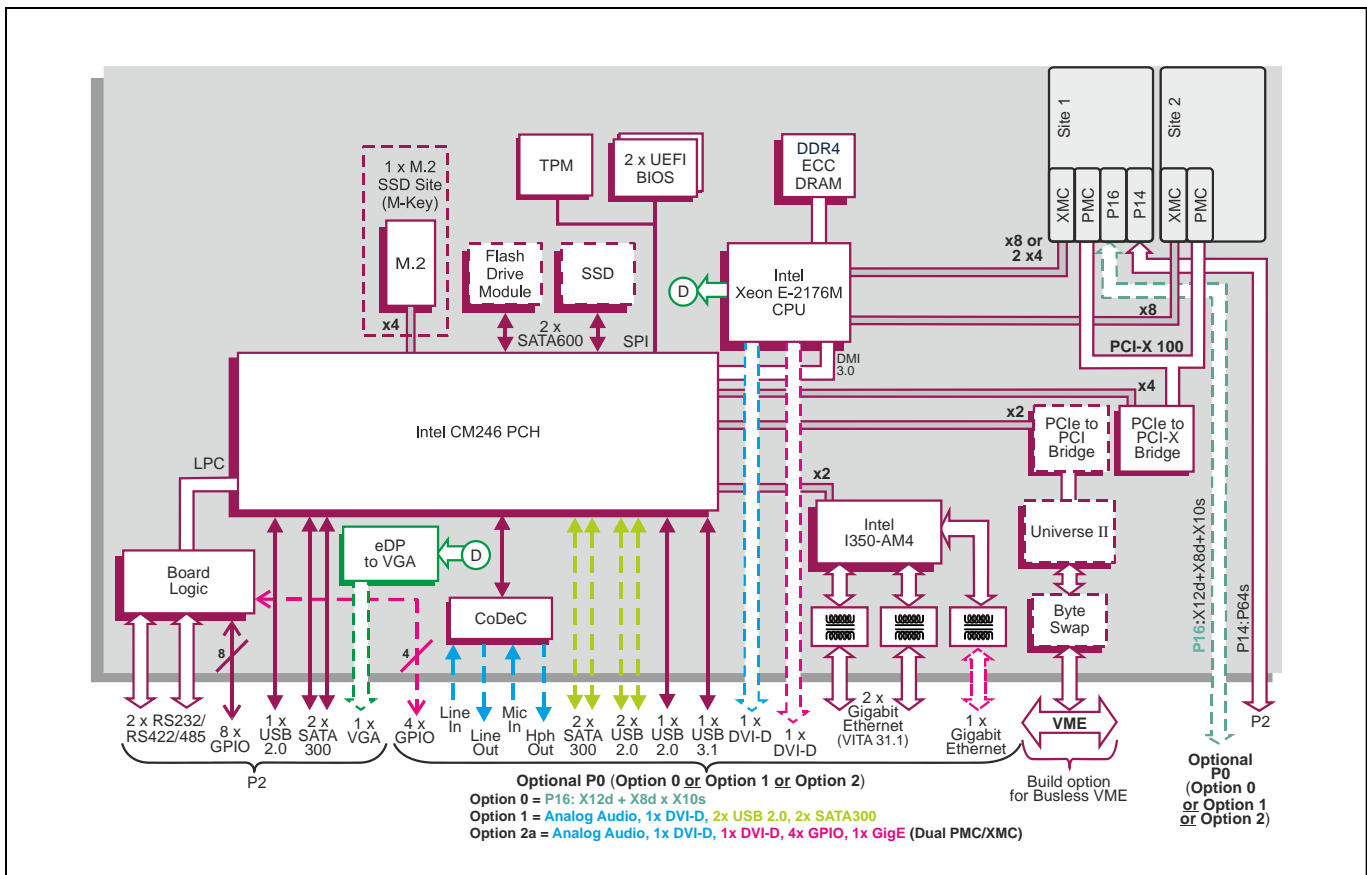 Site 1
Site 2
XMC
PMC
P16
P14
XMC
PMC
1 x M.2
SSD Site
(M-Key)
M.2
x4
TPM
2 x UEFI
BIOS
Flash
Drive
Module
SSD
2 x
SATA600
SPI
DDR4
ECC
DRAM
Intel
Xeon E-2176M
CPU
D
x8 or
2 x4
x8
PCI-X 100
DMI
3.0
x4
x2
PCIe to
PCI
Bridge
PCIe to
PCI-X
Bridge
Intel CM246 PCH
LPC
x2
Intel
I350-AM4
Universe II
Byte
Swap
eDP
to VGA
D
Board
Logic
CoDeC
8
4
P16:X12d+X8d+X10s
P14:P64s
2 x RS232/
RS422/485
8 x
GPIO
1 x
USB
2.0
2 x
SATA
300
1 x
VGA
4 x
GPIO
Line
In
Line
Out
Mic
In
Hph
Out
2 x
SATA
300
2 x
USB
2.0
1 x
USB
2.0
1 x
USB
3.1
1 x
DVI-D
1 x
DVI-D
2 x
Gigabit
Ethernet
(VITA 31.1)
1 x
Gigabit
Ethernet
VME
P2
P2
Build option
for Busless VME
Optional
P0
(Option 0
or Option 1
or Option 2)
Optional P0 (Option 0 or Option 1 or Option 2)
Option 0 = P16: X12d + X8d x X10s
Option 1 = Analog Audio, 1x DVI-D, 2x USB 2.0, 2x SATA300
Option 2a = Analog Audio, 1x DVI-D, 1x DVI-D, 4x GPIO, 1x GigE (Dual PMC/XMC)